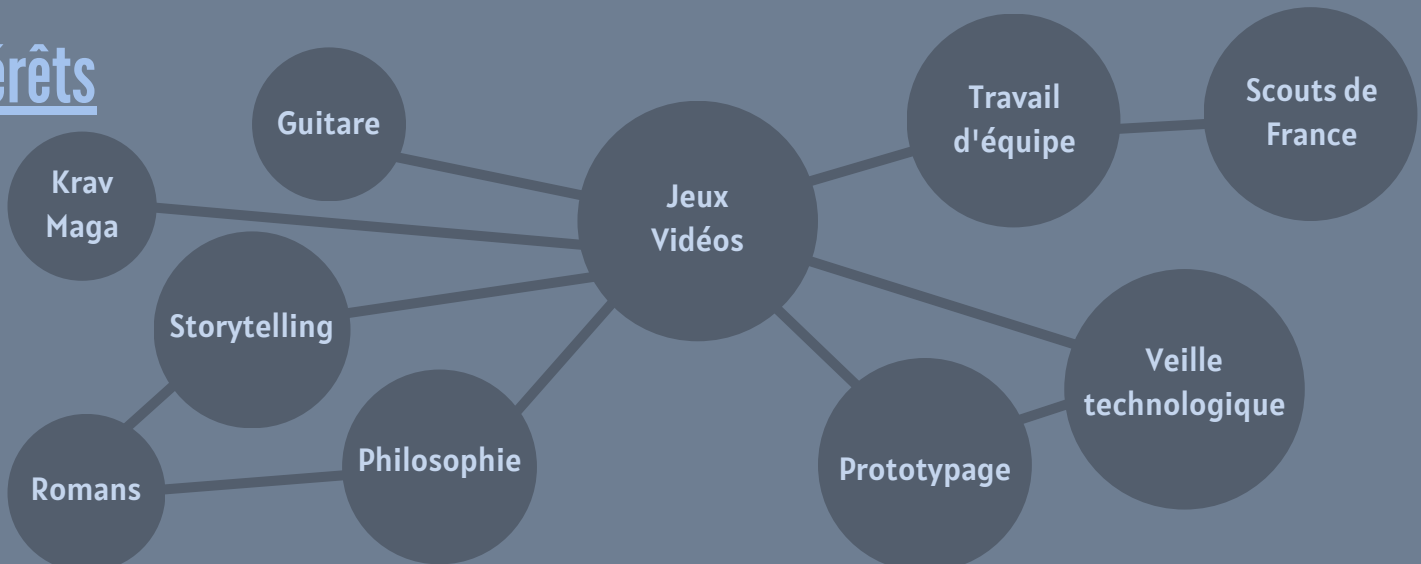 érêts
Guitare
Krav
Maga
Storytelling
Romans
Philosophie
Jeux
Vidéos
Travail
d'équipe
Scouts de
France
Veille
technologique
Prototypage